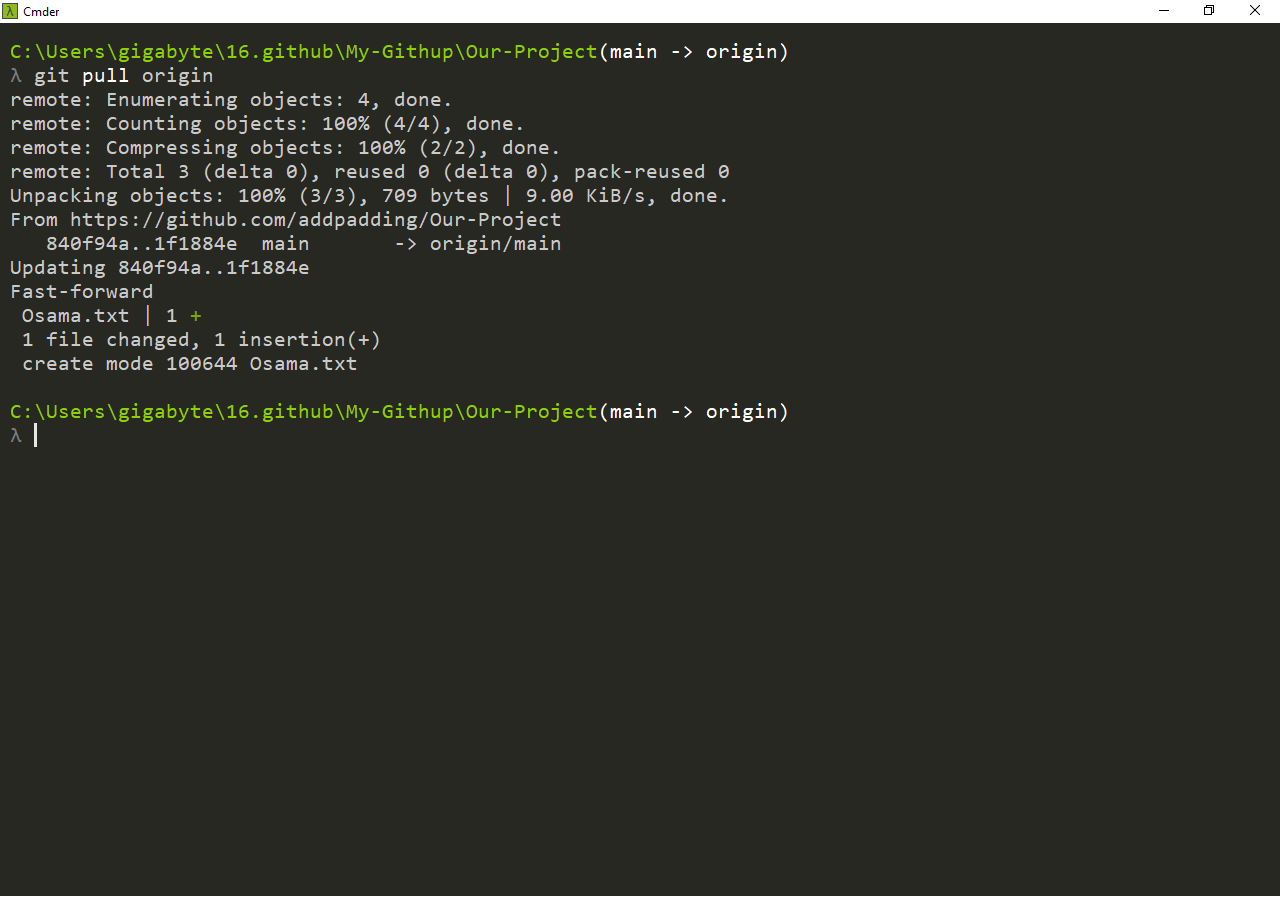 Cmder
C:\Users\gigabyte\16.github\My-Githup\Our-Project(main -> origin)
λ git pull origin
remote: Enumerating objects: 4, done.
remote: Counting objects: 100% (4/4), done.
remote: Compressing objects: 100% (2/2), done.
remote: Total 3 (delta 0), reused 0 (delta 0), pack-reused 0
Unpacking objects: 100% (3/3), 709 bytes | 9.00 KiB/s, done.
From https://github.com/addpadding/Our-Project
   840f94a..1f1884e  main       -> origin/main
Updating 840f94a..1f1884e
Fast-forward
 Osama.txt | 1 +
 1 file changed, 1 insertion(+)
 create mode 100644 Osama.txt
C:\Users\gigabyte\16.github\My-Githup\Our-Project(main -> origin)
λ